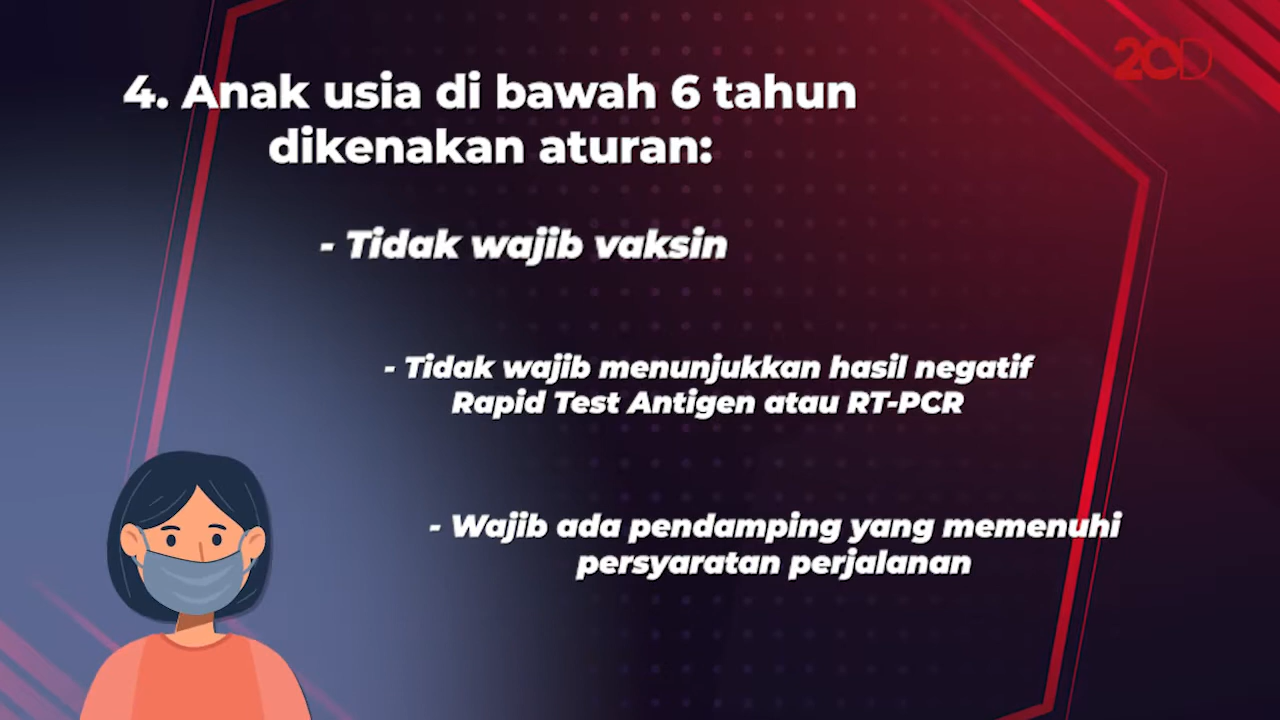 20D
4. Anak usia di bawah 6 tahun
dikenakan aturan:
- Tidak wajib vaksin
- Tidak wajib menunjukkan hasil negatif
Rapid Test Antigen atau RT-PCR
- Wajib ada pendamping yang memenuhi
persyaratan perjalanan